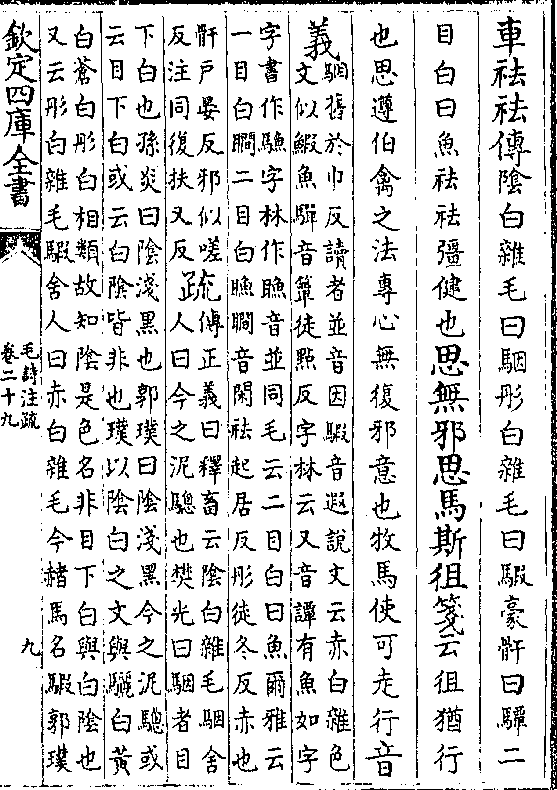 車祛祛傳陰白雜毛曰駰彤白雜毛曰騢豪骭曰驔二
目白曰魚祛祛彊健也思無邪思馬斯徂箋云徂猶行
也思遵伯禽之法專心無復邪意也牧馬使可走行音
義駰舊於巾反讀者並音因騢音遐說文云赤白雜色
文似鰕魚驔音簟徒㸃反字林云又音譚有魚如字
字書作𩼪字林作䱷音並同毛云二目白曰魚爾雅云
一目白瞯二目白䱷瞯音閑祛起居反彤徒冬反赤也
骭户晏反邪似嗟
反注同復扶又反疏傳正義曰釋畜云陰白雜毛駰舍
人曰今之泥驄也樊光曰駰者目
下白也孫炎曰陰淺黑也郭璞曰陰淺黑今之泥驄或
云目下白或云白陰皆非也璞以陰白之文與驪白黃
白蒼白彤白相類故知陰是色名非目下白與白陰也
又云彤白雜毛騢舍人曰赤白雜毛今赭馬名騢郭璞
欽定四庫全書
毛詩注疏
卷二十九
九